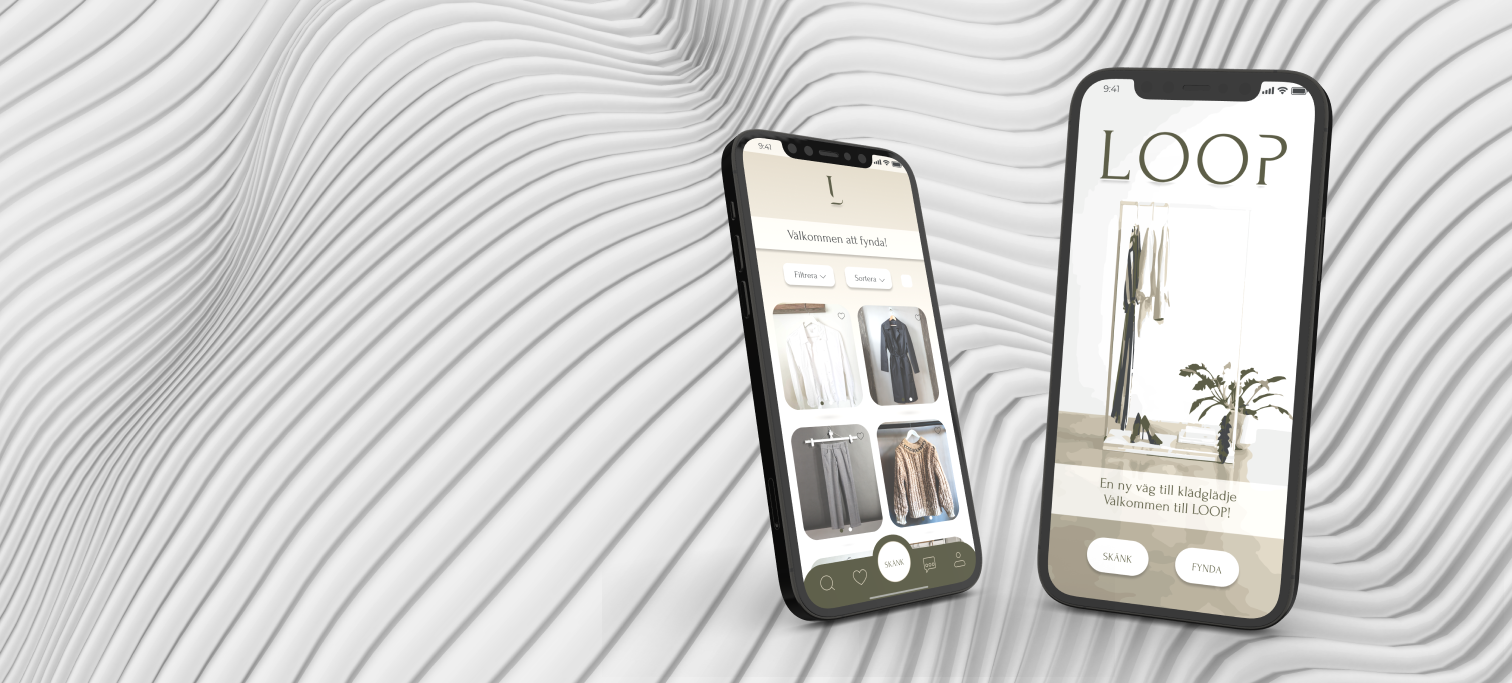 9:41
L
Välkommen att fynda!
Filtrera
Sortera
SKÄNK
9:41
LOOP
En ny väg till klädglädje
Välkommen till LOOP!
SKÄNK
FYNDA